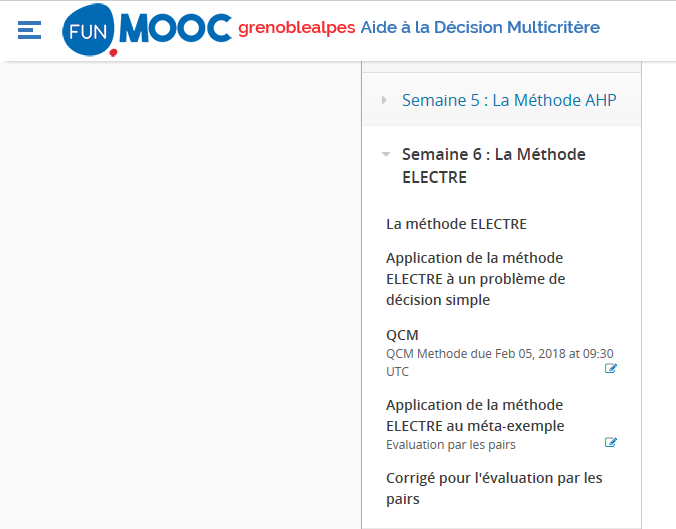 FUN MOOC grenoblealpes Aide à la Décision Multicritère
Semaine 5 : La Méthode AHP
Semaine 6 : La Méthode
ELECTRE
La méthode ELECTRE
Application de la méthode
ELECTRE à un problème de
décision simple
QCM
QCM Methode due Feb 05, 2018 at 09:30
UTC
Application de la méthode
ELECTRE au méta-exemple
Evaluation par les pairs
Corrigé pour l'évaluation par les
pairs